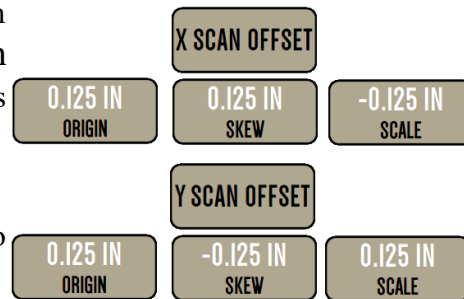 n
X SCAN OFFSET
n
s
0.125 IN 0.125 IN -0.125 IN
ORIGIN SKEW SCALE
Y SCAN OFFSET
o
0.125 IN -0.125 IN 0.125 IN
ORIGIN SKEW SCALE